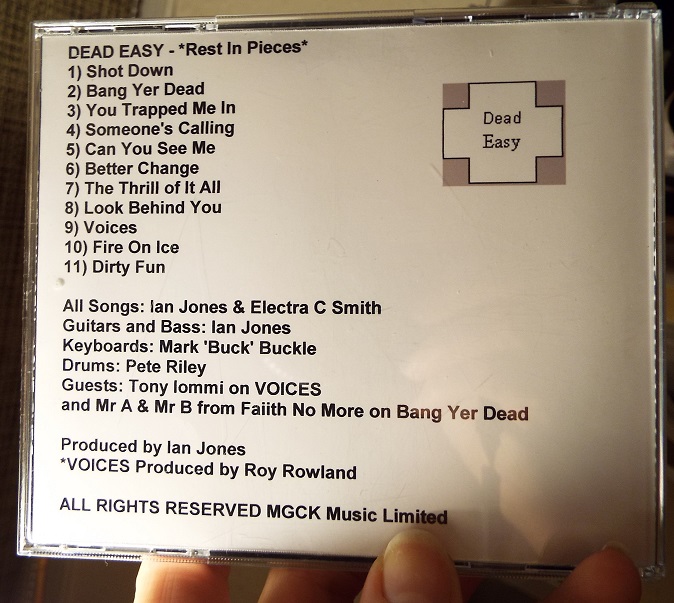 DEAD EASY - *Rest In Pieces*
1) Shot Down
2) Bang Yer Dead
3) You Trapped Me In
4) Someone's Calling
5) Can You See Me
6) Better Change
7) The Thrill of It All
8) Look Behind You
9) Voices
10) Fire On Ice
11) Dirty Fun
Dead
Easy
All Songs: Ian Jones & Electra C Smith
Guitars and Bass: Ian Jones
Keyboards: Mark 'Buck' Buckle
Drums: Pete Riley
Guests: Tony Iommi on VOICES
and Mr A & Mr B from Faiith No More on Bang Yer Dead
Produced by Ian Jones
*VOICES Produced by Roy Rowland
ALL RIGHTS RESERVED MGCK Music Limited